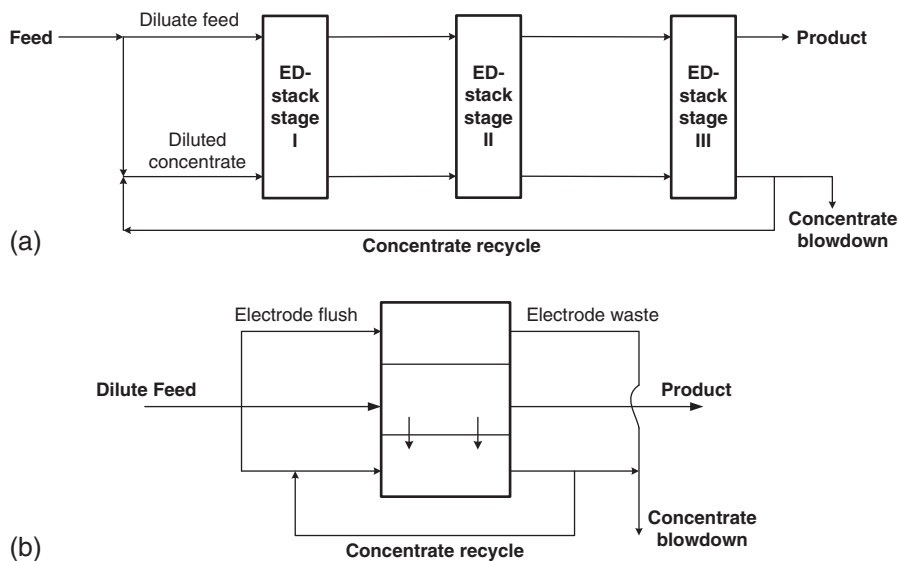 Diluate feed
Feed
Product
ED-
stack
stage
I
ED-
stack
stage
II
ED-
stack
stage
III
Diluted
concentrate
Concentrate
blowdown
Concentrate recycle
(a)
Electrode flush
Electrode waste
Dilute Feed
Product
Concentrate
blowdown
Concentrate recycle
(b)